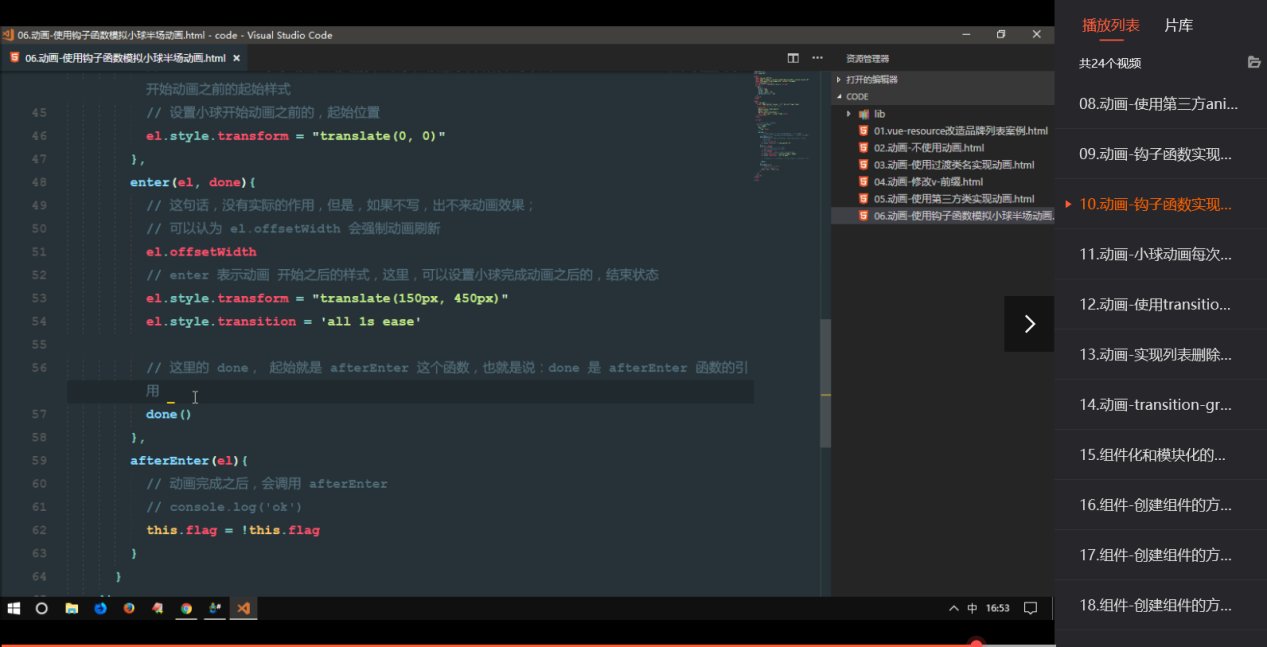 06.动画-使用钩子函数模拟小球半场动画.html - code - Visual Studio Code
06.动画-使用钩子函数模拟小球半场动画.html ×
开始动画之前的起始样式
45 // 设置小球开始动画之前的，起始位置
46 el.style.transform = "translate(0, 0)"
47 },
48 enter(el, done){
49 // 这句话，没有实际的作用，但是，如果不写，出不来动画效果；
50 // 可以认为 el.offsetWidth 会强制动画刷新
51 el.offsetWidth
52 // enter 表示动画 开始之后的样式，这里，可以设置小球完成动画之后的，结束状态
53 el.style.transform = "translate(150px, 450px)"
54 el.style.transition = 'all 1s ease'
55
56 // 这里的 done， 起始就是 afterEnter 这个函数，也就是说：done 是 afterEnter 函数的引
用
57 done()
58 },
59 afterEnter(el){
60 // 动画完成之后，会调用 afterEnter
61 // console.log('ok')
62 this.flag = !this.flag
63 }
64 }
资源管理器
打开的编辑器
CODE
lib
01.vue-resource改造品牌列表案例.html
02.动画-不使用动画.html
03.动画-使用过渡类名实现动画.html
04.动画-修改v-前缀.html
05.动画-使用第三方类实现动画.html
06.动画-使用钩子函数模拟小球半场动画.
中 16:53
播放列表 片库
共24个视频
08.动画-使用第三方ani...
09.动画-钩子函数实现...
10.动画-钩子函数实现...
11.动画-小球动画每次...
12.动画-使用transitio...
13.动画-实现列表删除...
14.动画-transition-gr...
15.组件化和模块化的...
16.组件-创建组件的方...
17.组件-创建组件的方...
18.组件-创建组件的方...